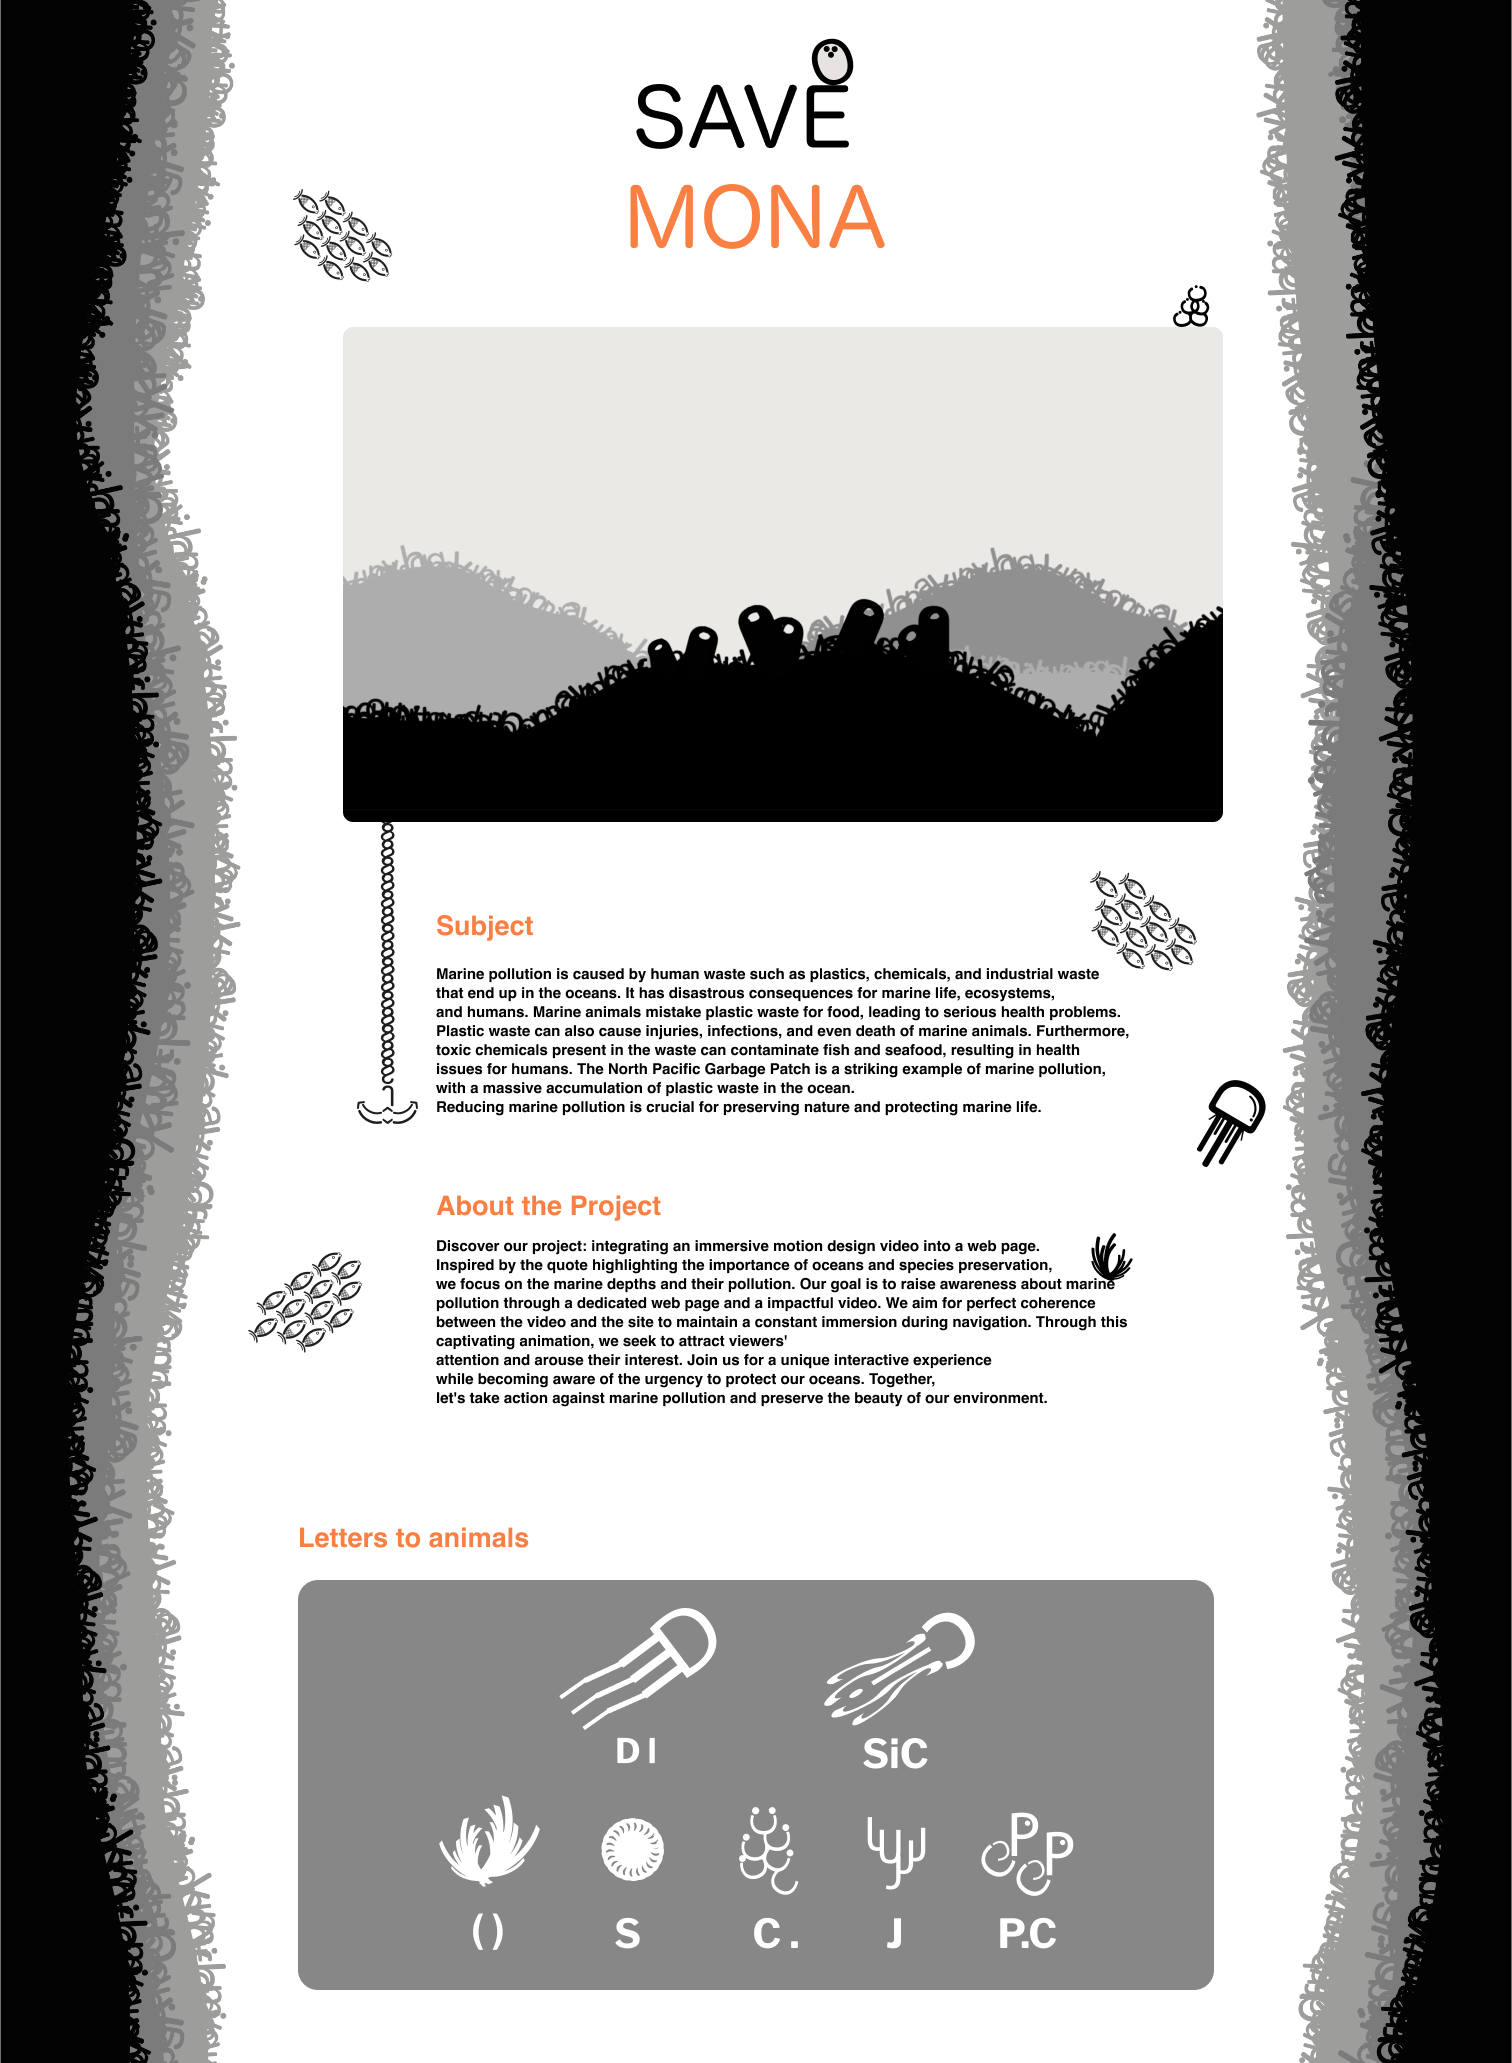 SAVE
MONA
Subject
Marine pollution is caused by human waste such as plastics, chemicals, and industrial waste
that end up in the oceans. It has disastrous consequences for marine life, ecosystems,
and humans. Marine animals mistake plastic waste for food, leading to serious health problems.
Plastic waste can also cause injuries, infections, and even death of marine animals. Furthermore,
toxic chemicals present in the waste can contaminate fish and seafood, resulting in health
issues for humans. The North Pacific Garbage Patch is a striking example of marine pollution,
with a massive accumulation of plastic waste in the ocean.
Reducing marine pollution is crucial for preserving nature and protecting marine life.
About the Project
Discover our project: integrating an immersive motion design video into a web page.
Inspired by the quote highlighting the importance of oceans and species preservation,
we focus on the marine depths and their pollution. Our goal is to raise awareness about marine
pollution through a dedicated web page and a impactful video. We aim for perfect coherence
between the video and the site to maintain a constant immersion during navigation. Through this
captivating animation, we seek to attract viewers'
attention and arouse their interest. Join us for a unique interactive experience
while becoming aware of the urgency to protect our oceans. Together,
let's take action against marine pollution and preserve the beauty of our environment.
Letters to animals
D I
SiC
( )
S
C .
J
P.C